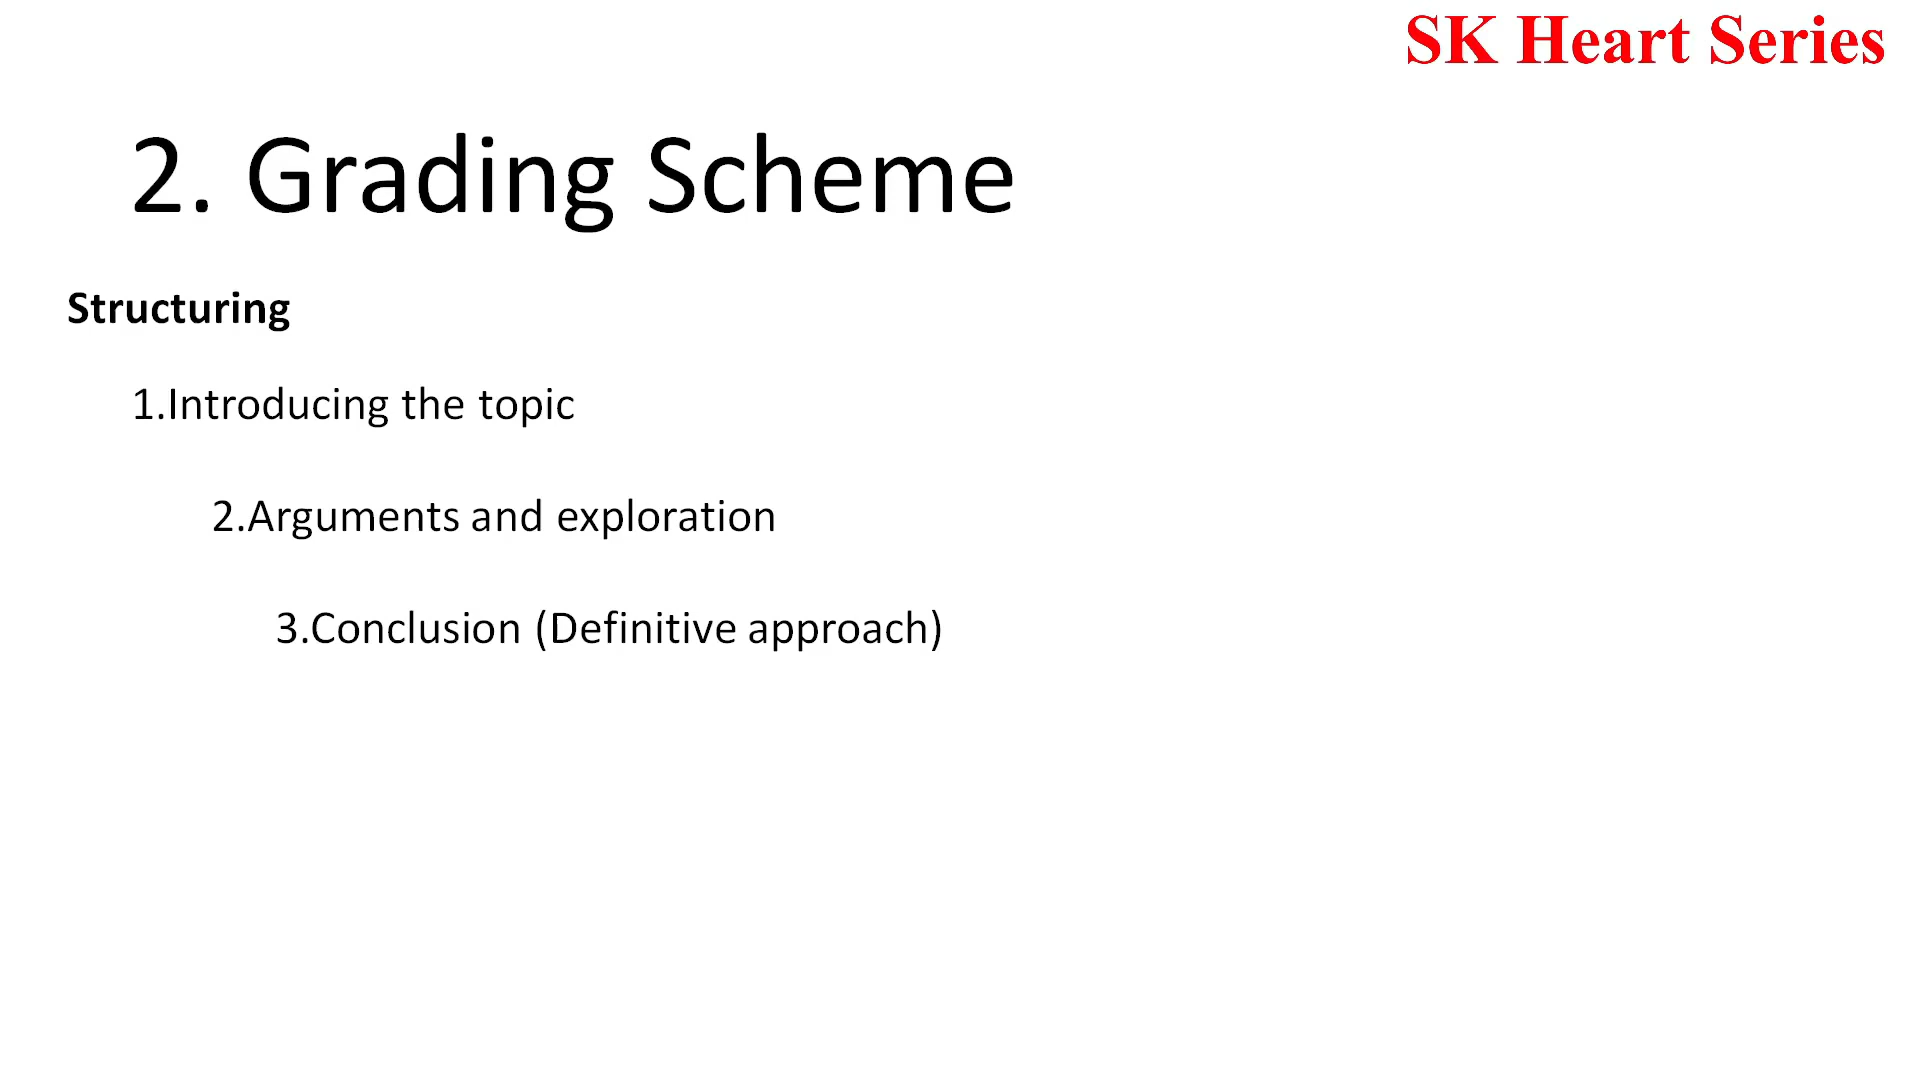 SK Heart Series
2. Grading Scheme
Structuring
1.Introducing the topic
2.Arguments and exploration
3.Conclusion (Definitive approach)